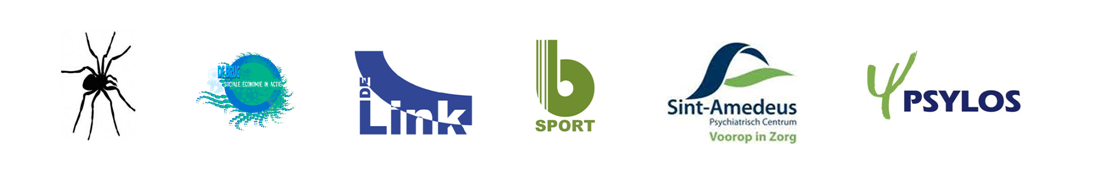 SOCIALE ECONOMIE IN ACTIE
DE
Link
b
SPORT
Sint-Amedeus
Psychiatrisch Centrum
Voorop in Zorg
PSYLOS